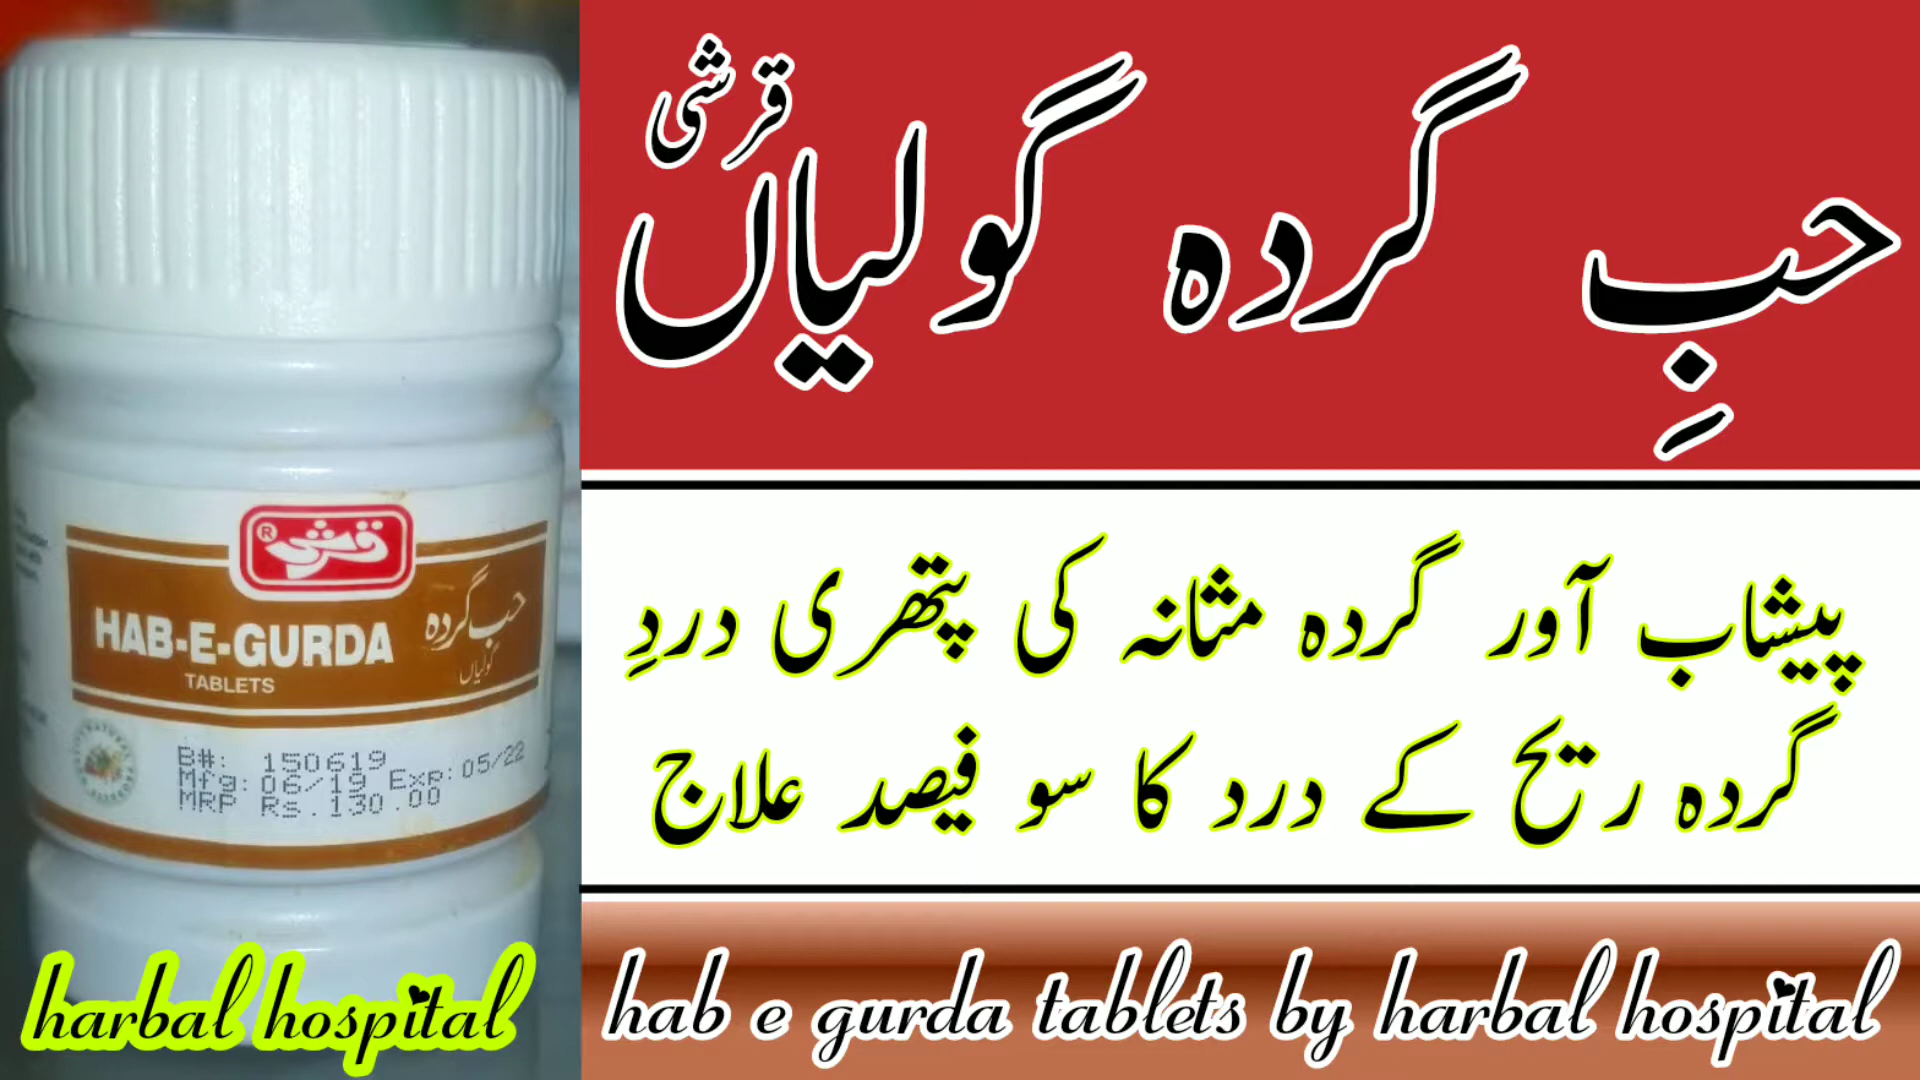 حبِ گردہ گولیاں قرشی
پیشاب آور گردہ مثانہ کی پتھری دردِ
گردہ ریح کے درد کا سو فیصد علاج
hab e gurda tablets by harbal hospital
قرشی ®
HAB-E-GURDA حب گردہ
TABLETS گولیاں
B#: 150619
Mfg: 06/19 Exp: 05/22
MRP Rs.130.00
harbal hospital